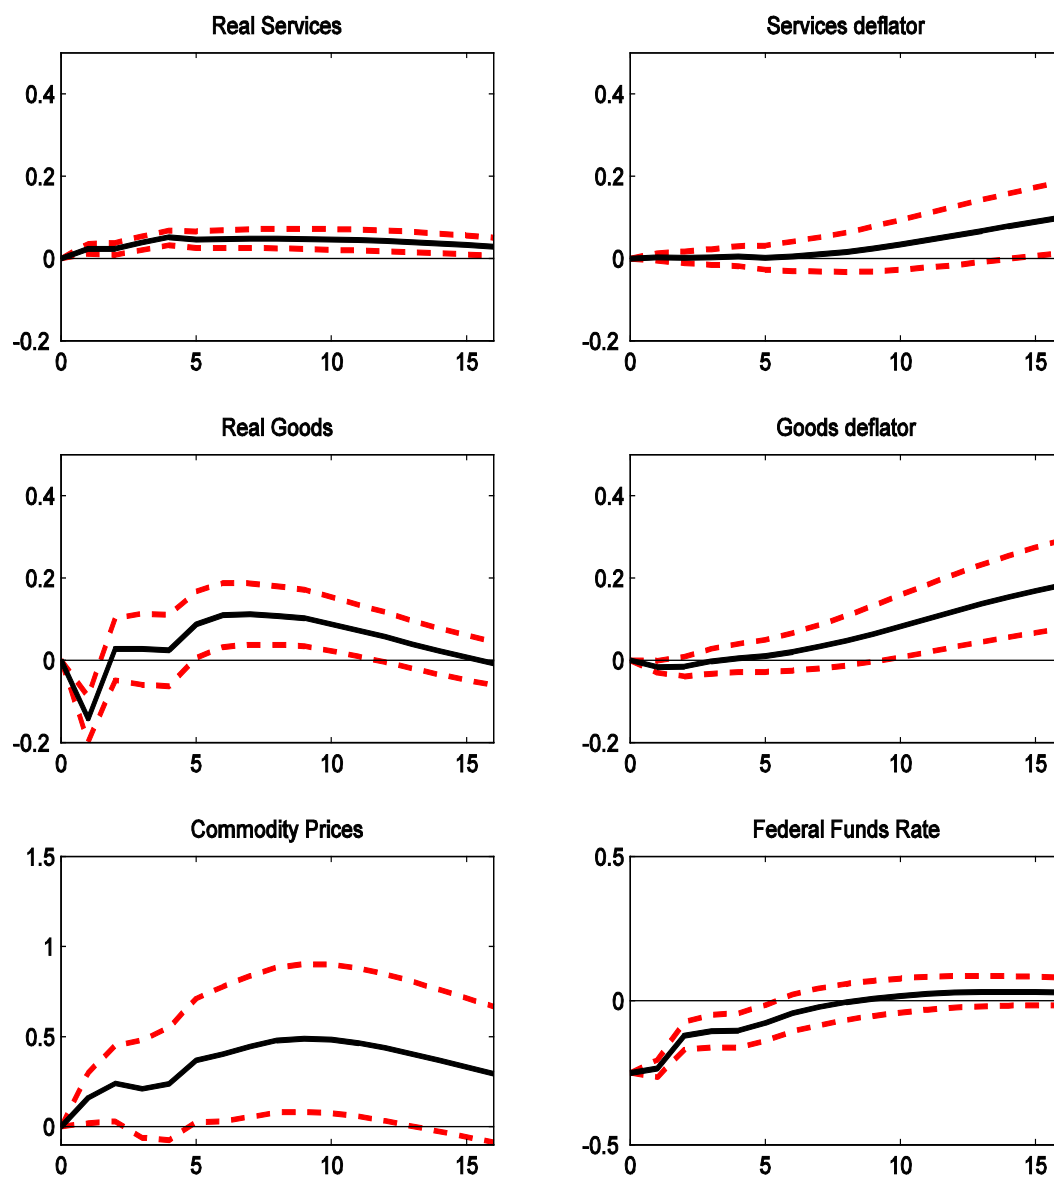 Real Services
Services deflator
0.4
0.2
0
-0.2
0 5 10 15
0.4
0.2
0
-0.2
0 5 10 15
Real Goods
Goods deflator
0.4
0.2
0
-0.2
0 5 10 15
0.4
0.2
0
-0.2
0 5 10 15
Commodity Prices
Federal Funds Rate
1.5
1
0.5
0
0 5 10 15
0.5
0
-0.5
0 5 10 15